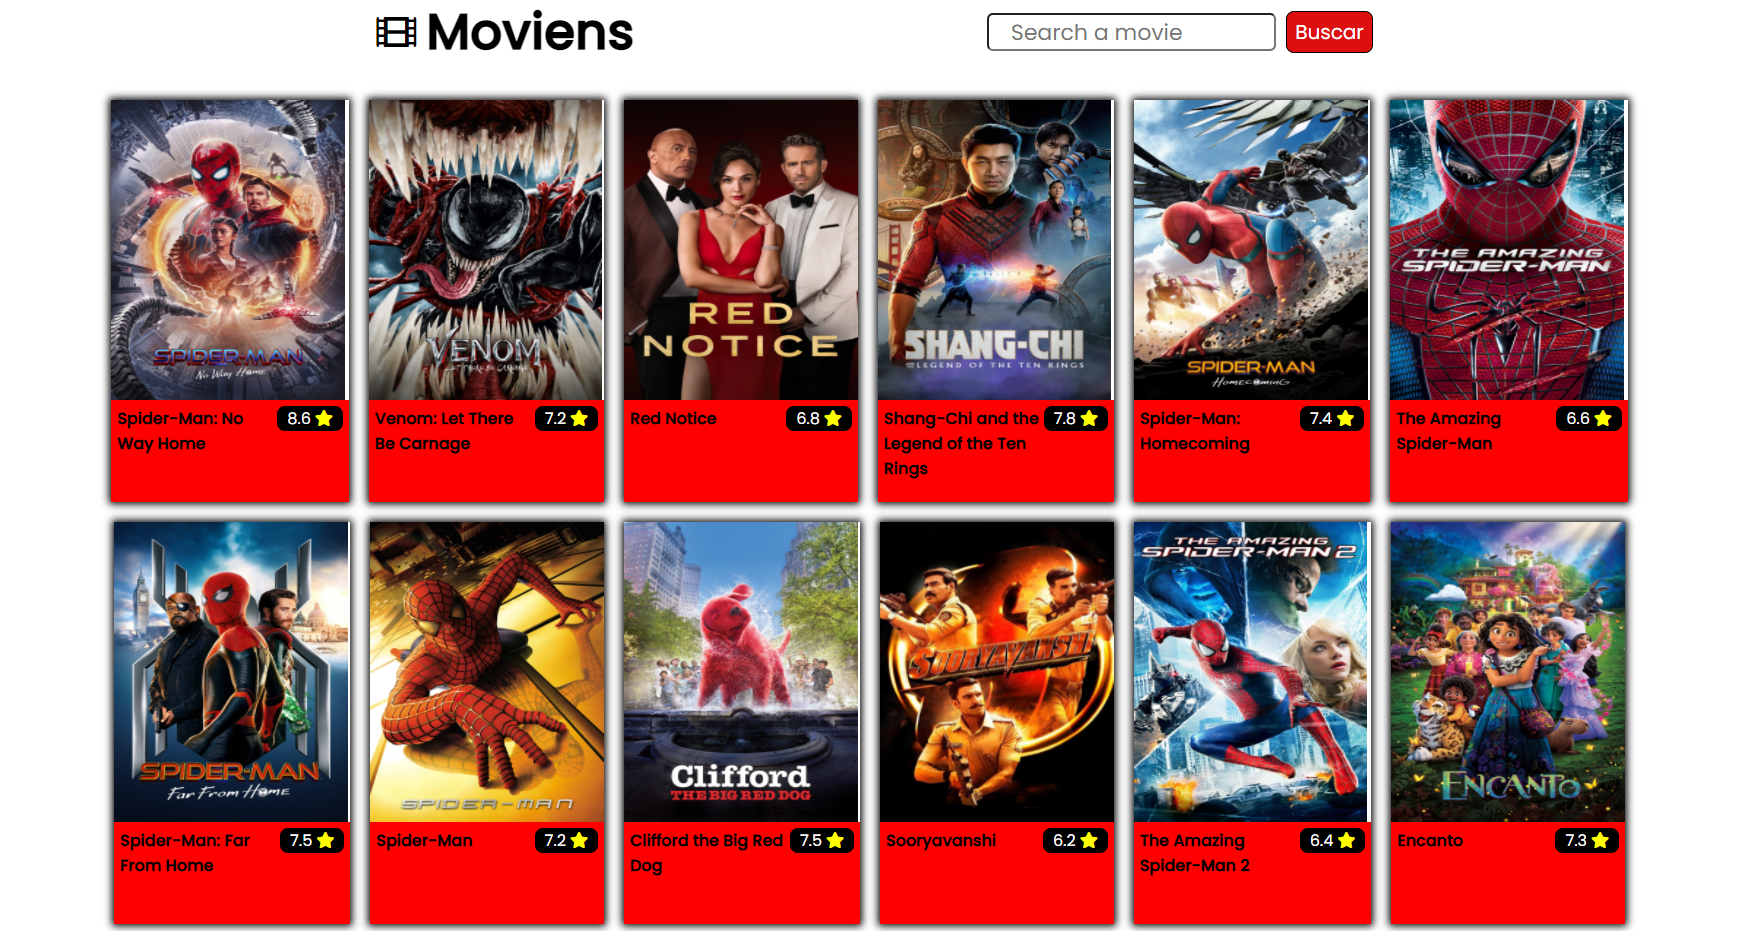 Moviens
Search a movie
Buscar
SPIDER-MAN
No Way Home
VENOM
LET THERE BE CARNAGE
RED
NOTICE
SHANG-CHI
LEGEND OF THE TEN RINGS
SPIDER-MAN
Homecoming
THE AMAZING
SPIDER-MAN
Spider-Man: No
Way Home
8.6
Venom: Let There
Be Carnage
7.2
Red Notice
6.8
Shang-Chi and the
Legend of the Ten
Rings
7.8
Spider-Man:
Homecoming
7.4
The Amazing
Spider-Man
6.6
SPIDER-MAN
Far From Home
SPIDER-MAN
Clifford
THE BIG RED DOG
SOORYAVANSHI
THE AMAZING
SPIDER-MAN 2
ENCANTO
Spider-Man: Far
From Home
7.5
Spider-Man
7.2
Clifford the Big Red
Dog
7.5
Sooryavanshi
6.2
The Amazing
Spider-Man 2
6.4
Encanto
7.3